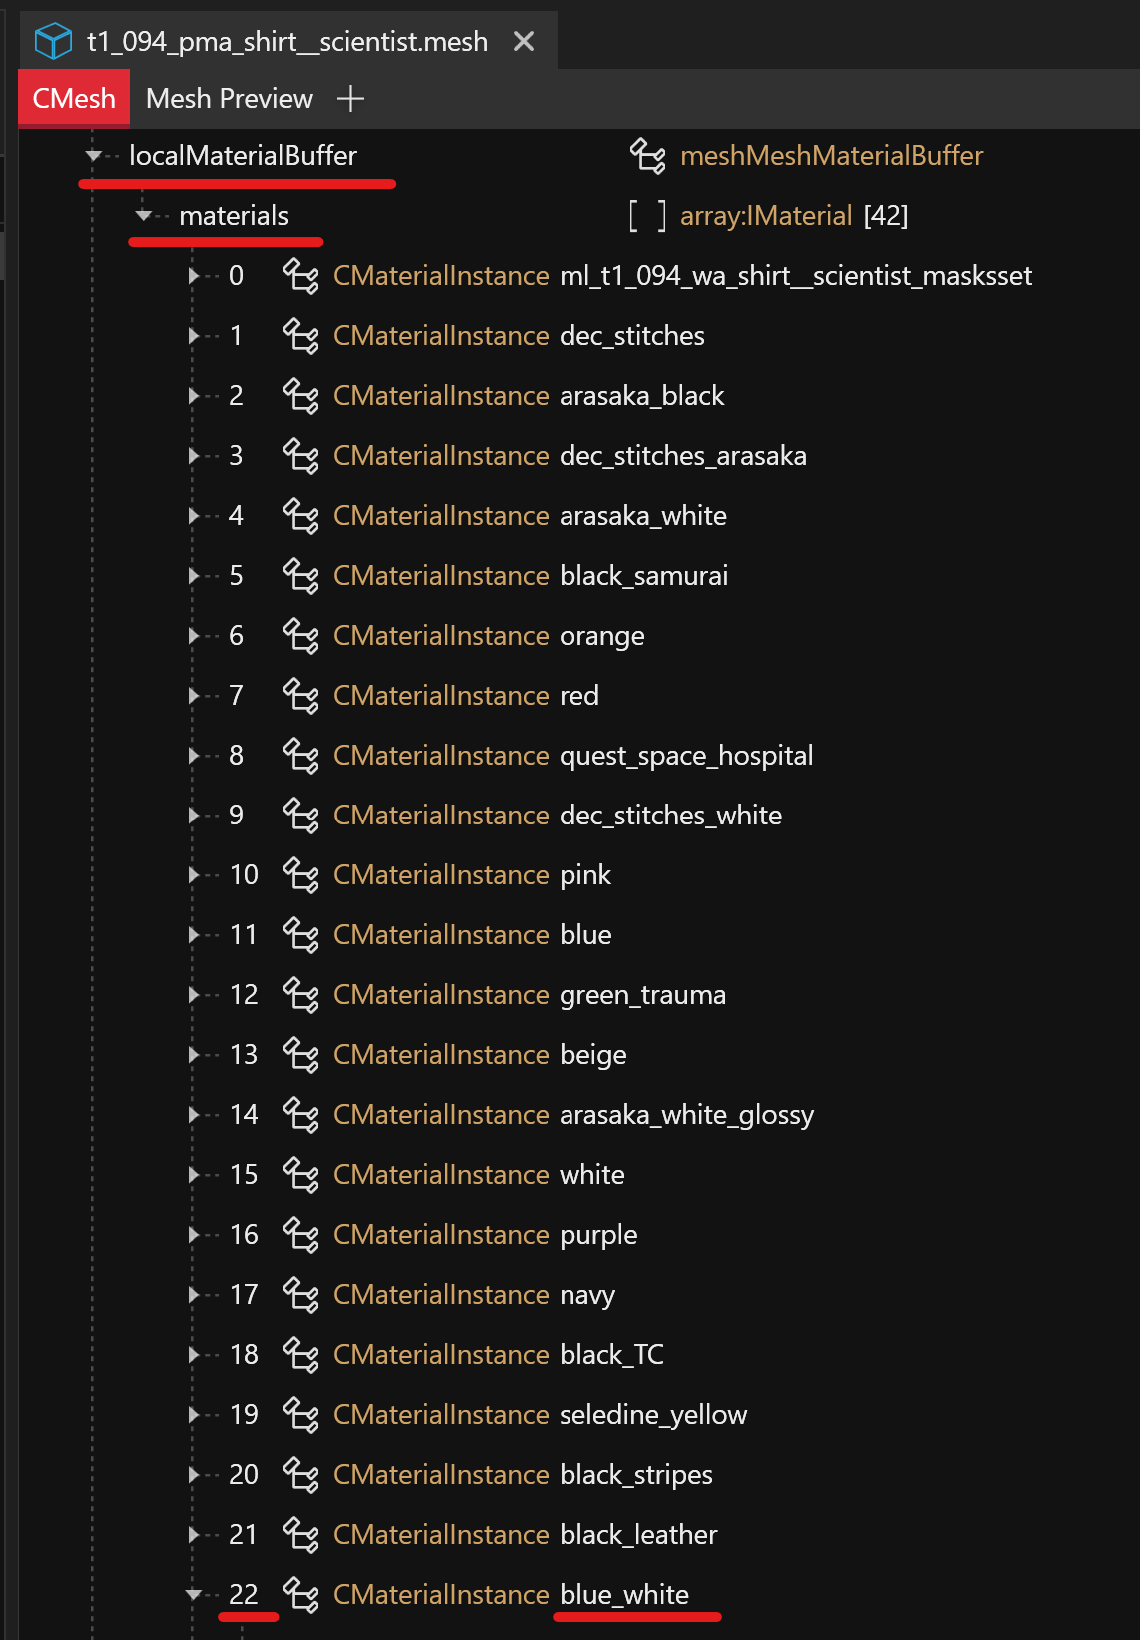 t1_094_pma_shirt__scientist.mesh
CMesh Mesh Preview
localMaterialBuffer meshMeshMaterialBuffer
materials [ ] array:IMaterial [42]
0 CMaterialInstance ml_t1_094_wa_shirt__scientist_masksset
1 CMaterialInstance dec_stitches
2 CMaterialInstance arasaka_black
3 CMaterialInstance dec_stitches_arasaka
4 CMaterialInstance arasaka_white
5 CMaterialInstance black_samurai
6 CMaterialInstance orange
7 CMaterialInstance red
8 CMaterialInstance quest_space_hospital
9 CMaterialInstance dec_stitches_white
10 CMaterialInstance pink
11 CMaterialInstance blue
12 CMaterialInstance green_trauma
13 CMaterialInstance beige
14 CMaterialInstance arasaka_white_glossy
15 CMaterialInstance white
16 CMaterialInstance purple
17 CMaterialInstance navy
18 CMaterialInstance black_TC
19 CMaterialInstance seledine_yellow
20 CMaterialInstance black_stripes
21 CMaterialInstance black_leather
22 CMaterialInstance blue_white